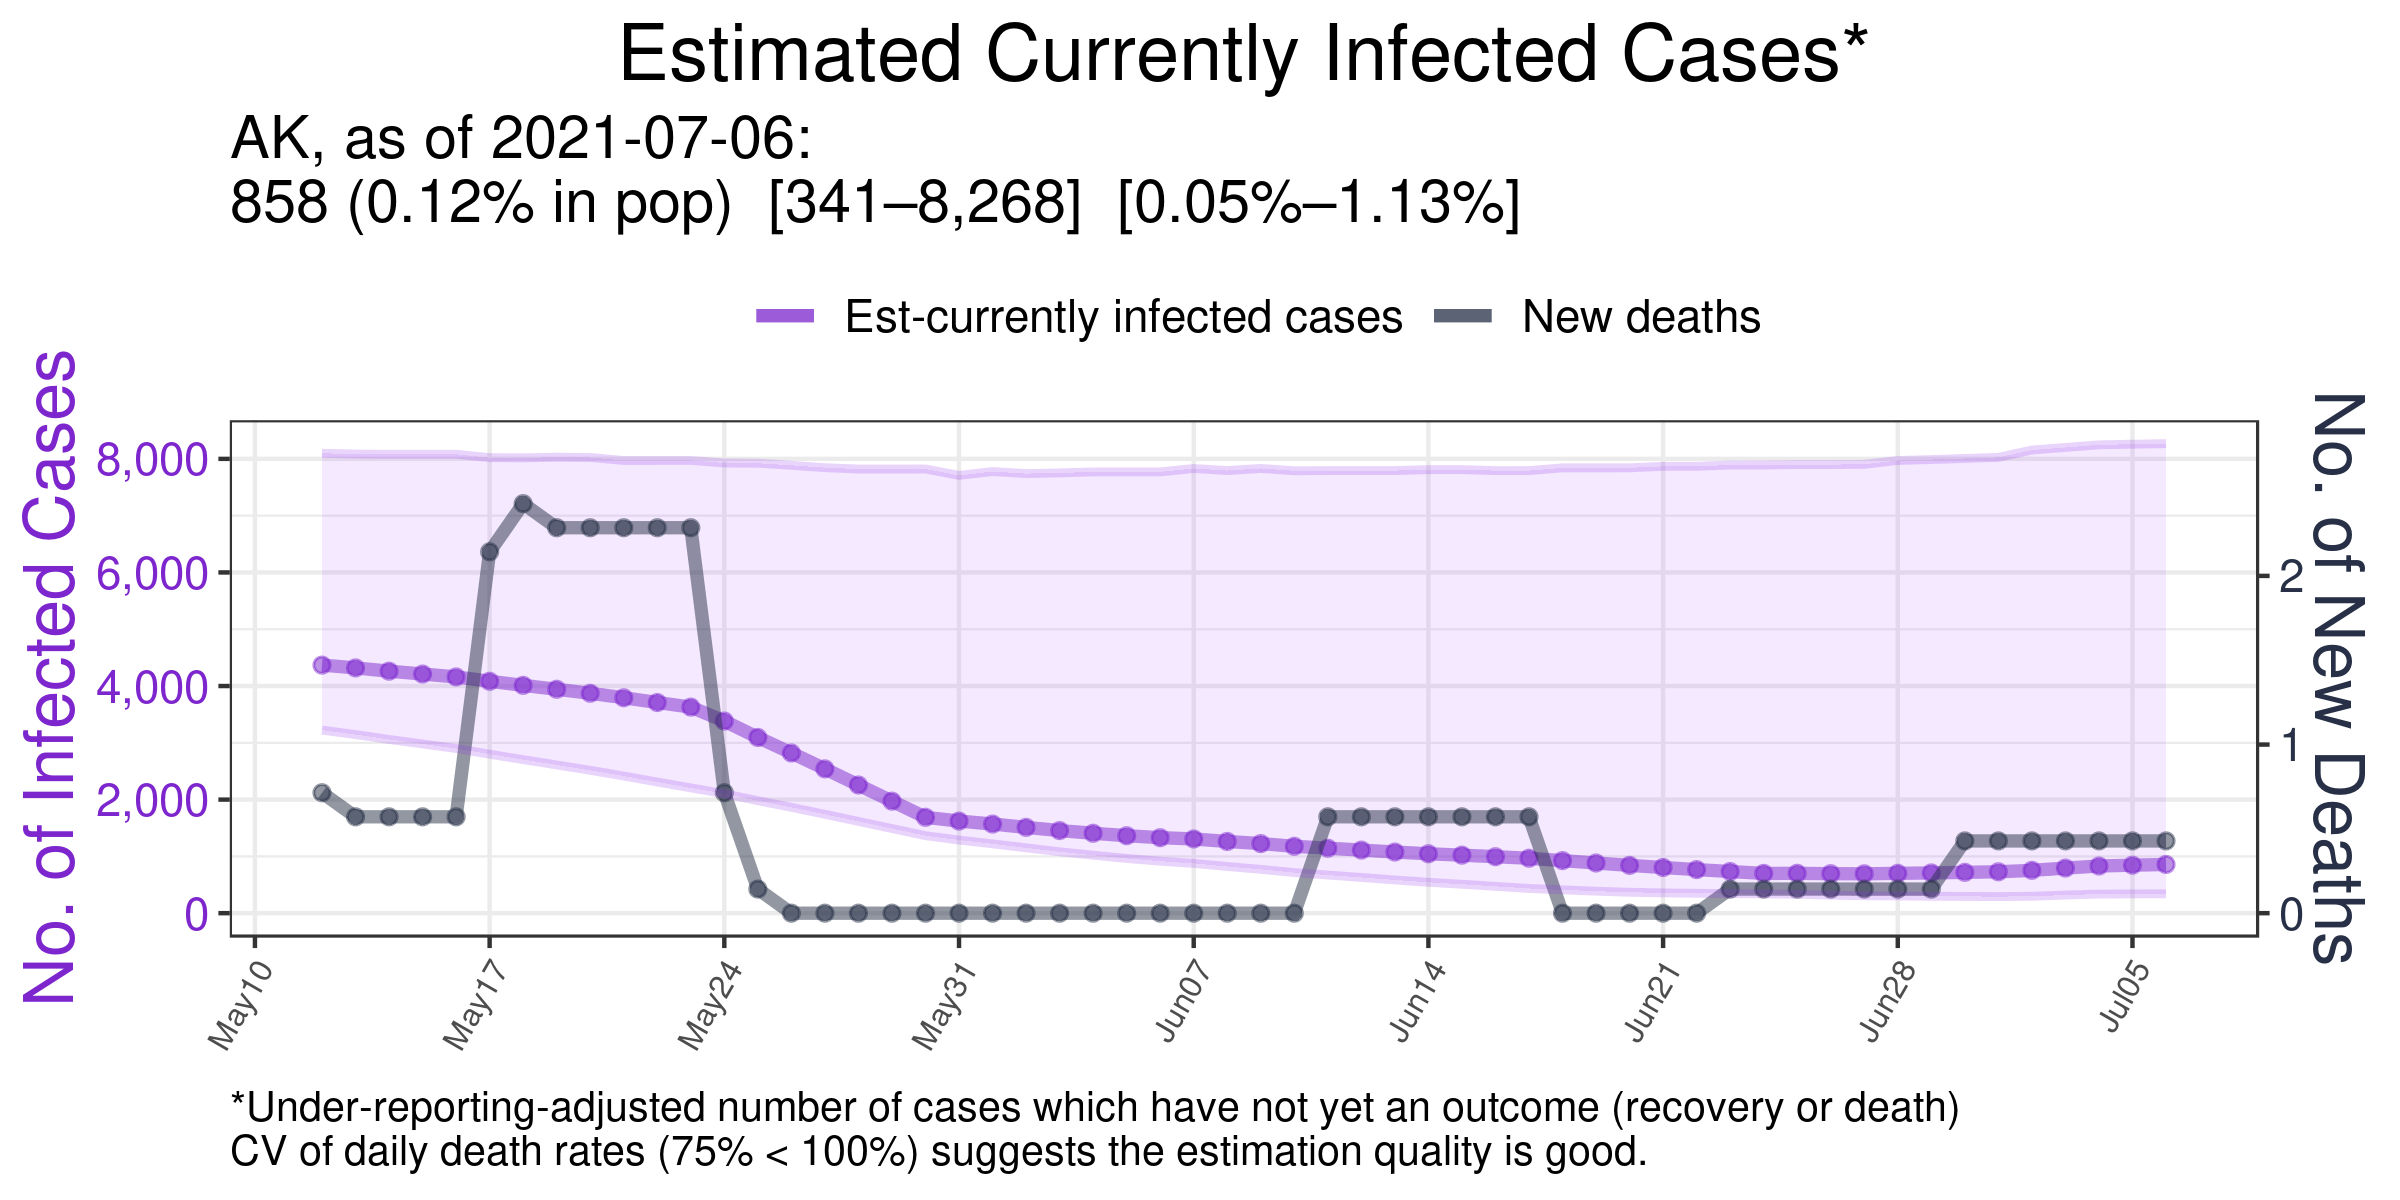 Estimated Currently Infected Cases*
AK, as of 2021-07-06:
858 (0.12% in pop)  [341–8,268]  [0.05%–1.13%]
Est-currently infected cases
New deaths
No. of Infected Cases
8,000
6,000
4,000
2,000
0
No. of New Deaths
2
1
0
May10
May17
May24
May31
Jun07
Jun14
Jun21
Jun28
Jul05
*Under-reporting-adjusted number of cases which have not yet an outcome (recovery or death)
CV of daily death rates (75% < 100%) suggests the estimation quality is good.